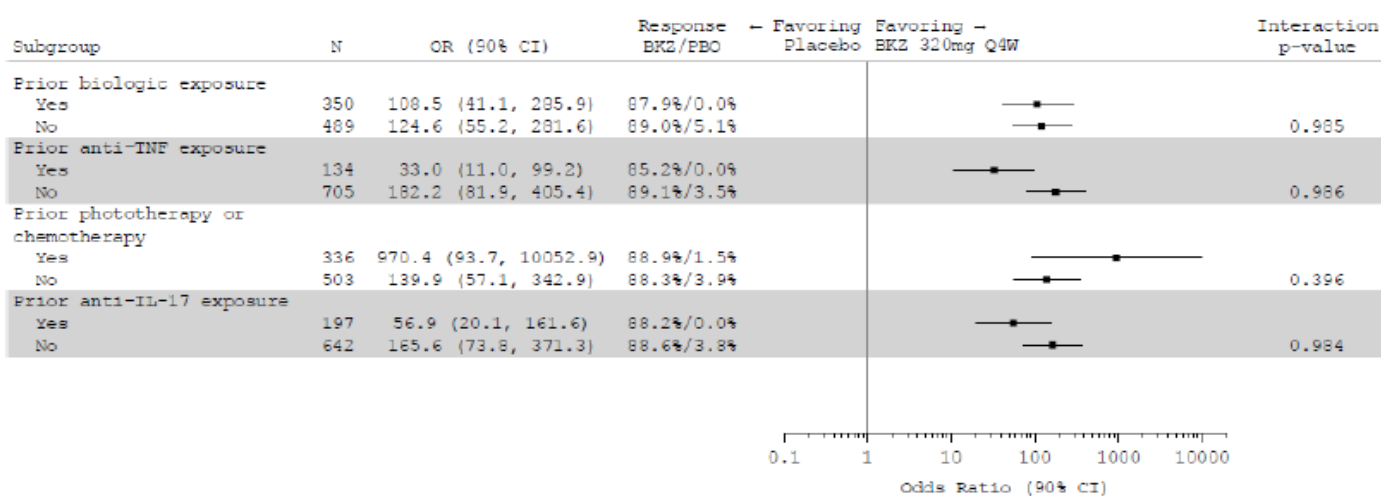 Response ← Favoring Favoring → Interaction
Subgroup N OR (90% CI) BKZ/PBO Placebo BKZ 320mg Q4W p-value
Prior biologic exposure
Yes 350 108.5 (41.1, 285.9) 87.9%/0.0%
No 489 124.6 (55.2, 281.6) 89.0%/5.1% 0.985
Prior anti-TNF exposure
Yes 134 33.0 (11.0, 99.2) 85.2%/0.0%
No 705 182.2 (81.9, 405.4) 89.1%/3.5% 0.986
Prior phototherapy or
chemotherapy
Yes 336 970.4 (93.7, 10052.9) 88.9%/1.5%
No 503 139.9 (57.1, 342.9) 88.3%/3.9% 0.396
Prior anti-IL-17 exposure
Yes 197 56.9 (20.1, 161.6) 88.2%/0.0%
No 642 165.6 (73.8, 371.3) 88.6%/3.8% 0.984
0.1 1 10 100 1000 10000
Odds Ratio (90% CI)